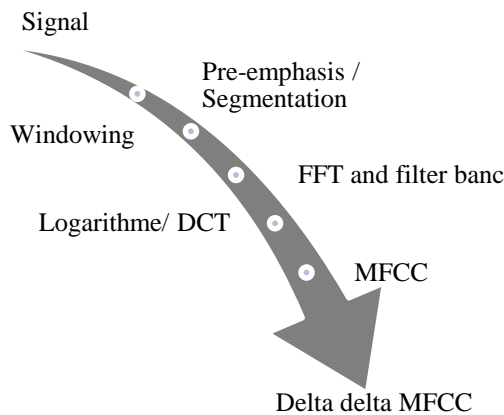 Signal
Pre-emphasis /
Segmentation
Windowing
FFT and filter banc
Logarithme/ DCT
MFCC
Delta delta MFCC